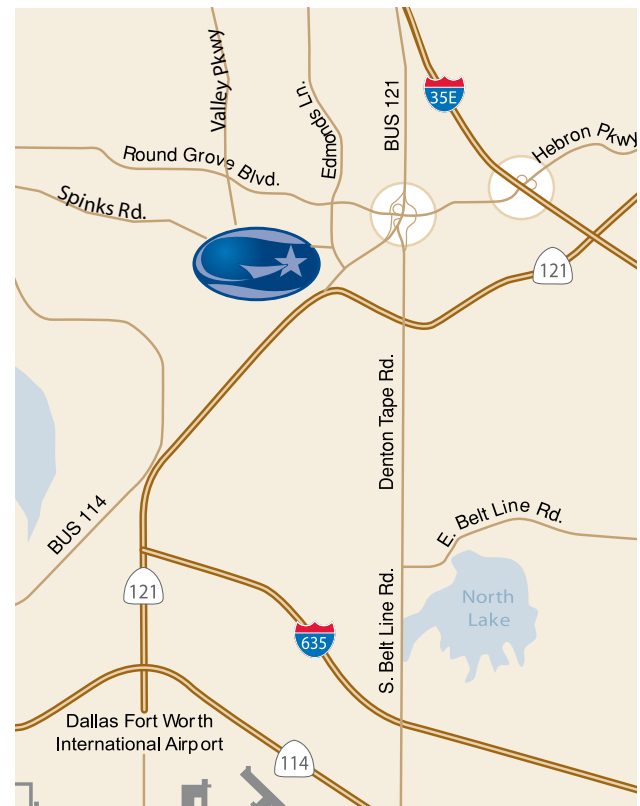 35E
BUS 121
Valley Pkwy
Edmonds Ln.
Hebron Pkwy
Round Grove Blvd.
Spinks Rd.
121
Denton Tape Rd.
BUS 114
E. Belt Line Rd.
121
North
Lake
S. Belt Line Rd.
635
Dallas Fort Worth
International Airport
114